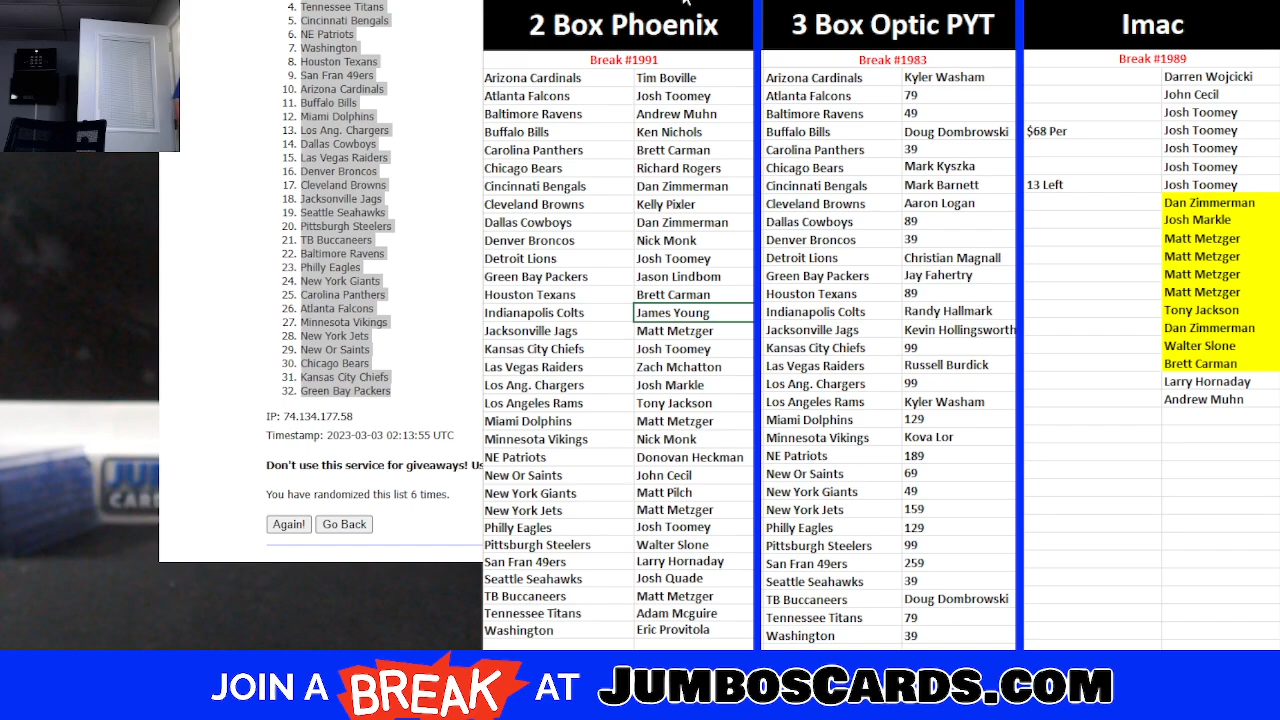 4. Tennessee Titans
5. Cincinnati Bengals
6. NE Patriots
7. Washington
8. Houston Texans
9. San Fran 49ers
10. Arizona Cardinals
11. Buffalo Bills
12. Miami Dolphins
13. Los Ang. Chargers
14. Dallas Cowboys
15. Las Vegas Raiders
16. Denver Broncos
17. Cleveland Browns
18. Jacksonville Jags
19. Seattle Seahawks
20. Pittsburgh Steelers
21. TB Buccaneers
22. Baltimore Ravens
23. Philly Eagles
24. New York Giants
25. Carolina Panthers
26. Atlanta Falcons
27. Minnesota Vikings
28. New York Jets
29. New Or Saints
30. Chicago Bears
31. Kansas City Chiefs
32. Green Bay Packers
IP: 74.134.177.58
Timestamp: 2023-03-03 02:13:55 UTC
Don't use this service for giveaways!
You have randomized this list 6 times.
Again! Go Back
2 Box Phoenix
Break #1991
Arizona Cardinals Tim Boville
Atlanta Falcons Josh Toomey
Baltimore Ravens Andrew Muhn
Buffalo Bills Ken Nichols
Carolina Panthers Brett Carman
Chicago Bears Richard Rogers
Cincinnati Bengals Dan Zimmerman
Cleveland Browns Kelly Pixler
Dallas Cowboys Dan Zimmerman
Denver Broncos Nick Monk
Detroit Lions Josh Toomey
Green Bay Packers Jason Lindbom
Houston Texans Brett Carman
Indianapolis Colts James Young
Jacksonville Jags Matt Metzger
Kansas City Chiefs Josh Toomey
Las Vegas Raiders Zach Mchatton
Los Ang. Chargers Josh Markle
Los Angeles Rams Tony Jackson
Miami Dolphins Matt Metzger
Minnesota Vikings Nick Monk
NE Patriots Donovan Heckman
New Or Saints John Cecil
New York Giants Matt Pilch
New York Jets Matt Metzger
Philly Eagles Josh Toomey
Pittsburgh Steelers Walter Slone
San Fran 49ers Larry Hornaday
Seattle Seahawks Josh Quade
TB Buccaneers Matt Metzger
Tennessee Titans Adam Mcguire
Washington Eric Provitola
3 Box Optic PYT
Break #1983
Arizona Cardinals Kyler Washam
Atlanta Falcons 79
Baltimore Ravens 49
Buffalo Bills Doug Dombrowski
Carolina Panthers 39
Chicago Bears Mark Kyszka
Cincinnati Bengals Mark Barnett
Cleveland Browns Aaron Logan
Dallas Cowboys 89
Denver Broncos 39
Detroit Lions Christian Magnall
Green Bay Packers Jay Fahertry
Houston Texans 89
Indianapolis Colts Randy Hallmark
Jacksonville Jags Kevin Hollingsworth
Kansas City Chiefs 99
Las Vegas Raiders Russell Burdick
Los Ang. Chargers 99
Los Angeles Rams Kyler Washam
Miami Dolphins 129
Minnesota Vikings Kova Lor
NE Patriots 189
New Or Saints 69
New York Giants 49
New York Jets 159
Philly Eagles 129
Pittsburgh Steelers 99
San Fran 49ers 259
Seattle Seahawks 39
TB Buccaneers Doug Dombrowski
Tennessee Titans 79
Washington 39
Imac
Break #1989
Darren Wojcicki
John Cecil
Josh Toomey
$68 Per Josh Toomey
Josh Toomey
Josh Toomey
13 Left Josh Toomey
Dan Zimmerman
Josh Markle
Matt Metzger
Matt Metzger
Matt Metzger
Matt Metzger
Tony Jackson
Dan Zimmerman
Walter Slone
Brett Carman
Larry Hornaday
Andrew Muhn
JOIN A BREAK AT JUMBOSCARDS.COM